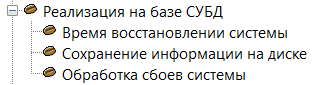 Реализация на базе СУБД
Время восстановлении системы
Сохранение информации на диске
Обработка сбоев системы